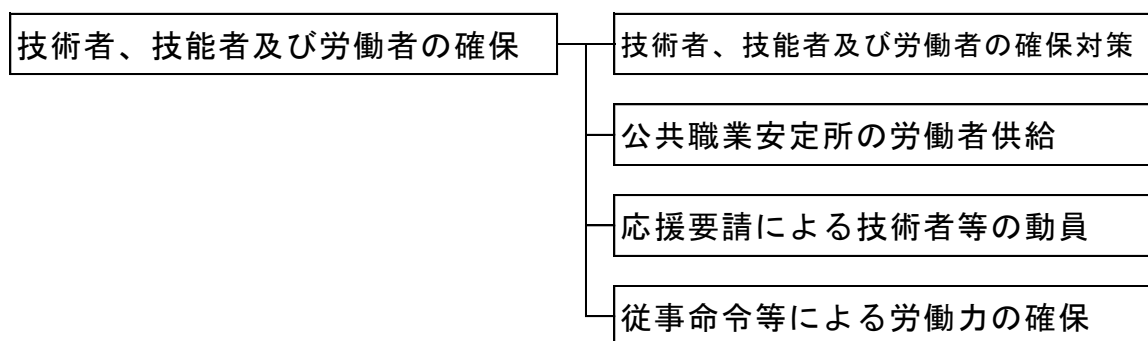 技術者、技能者及び労働者の確保
技術者、技能者及び労働者の確保対策
公共職業安定所の労働者供給
応援要請による技術者等の動員
従事命令等による労働力の確保